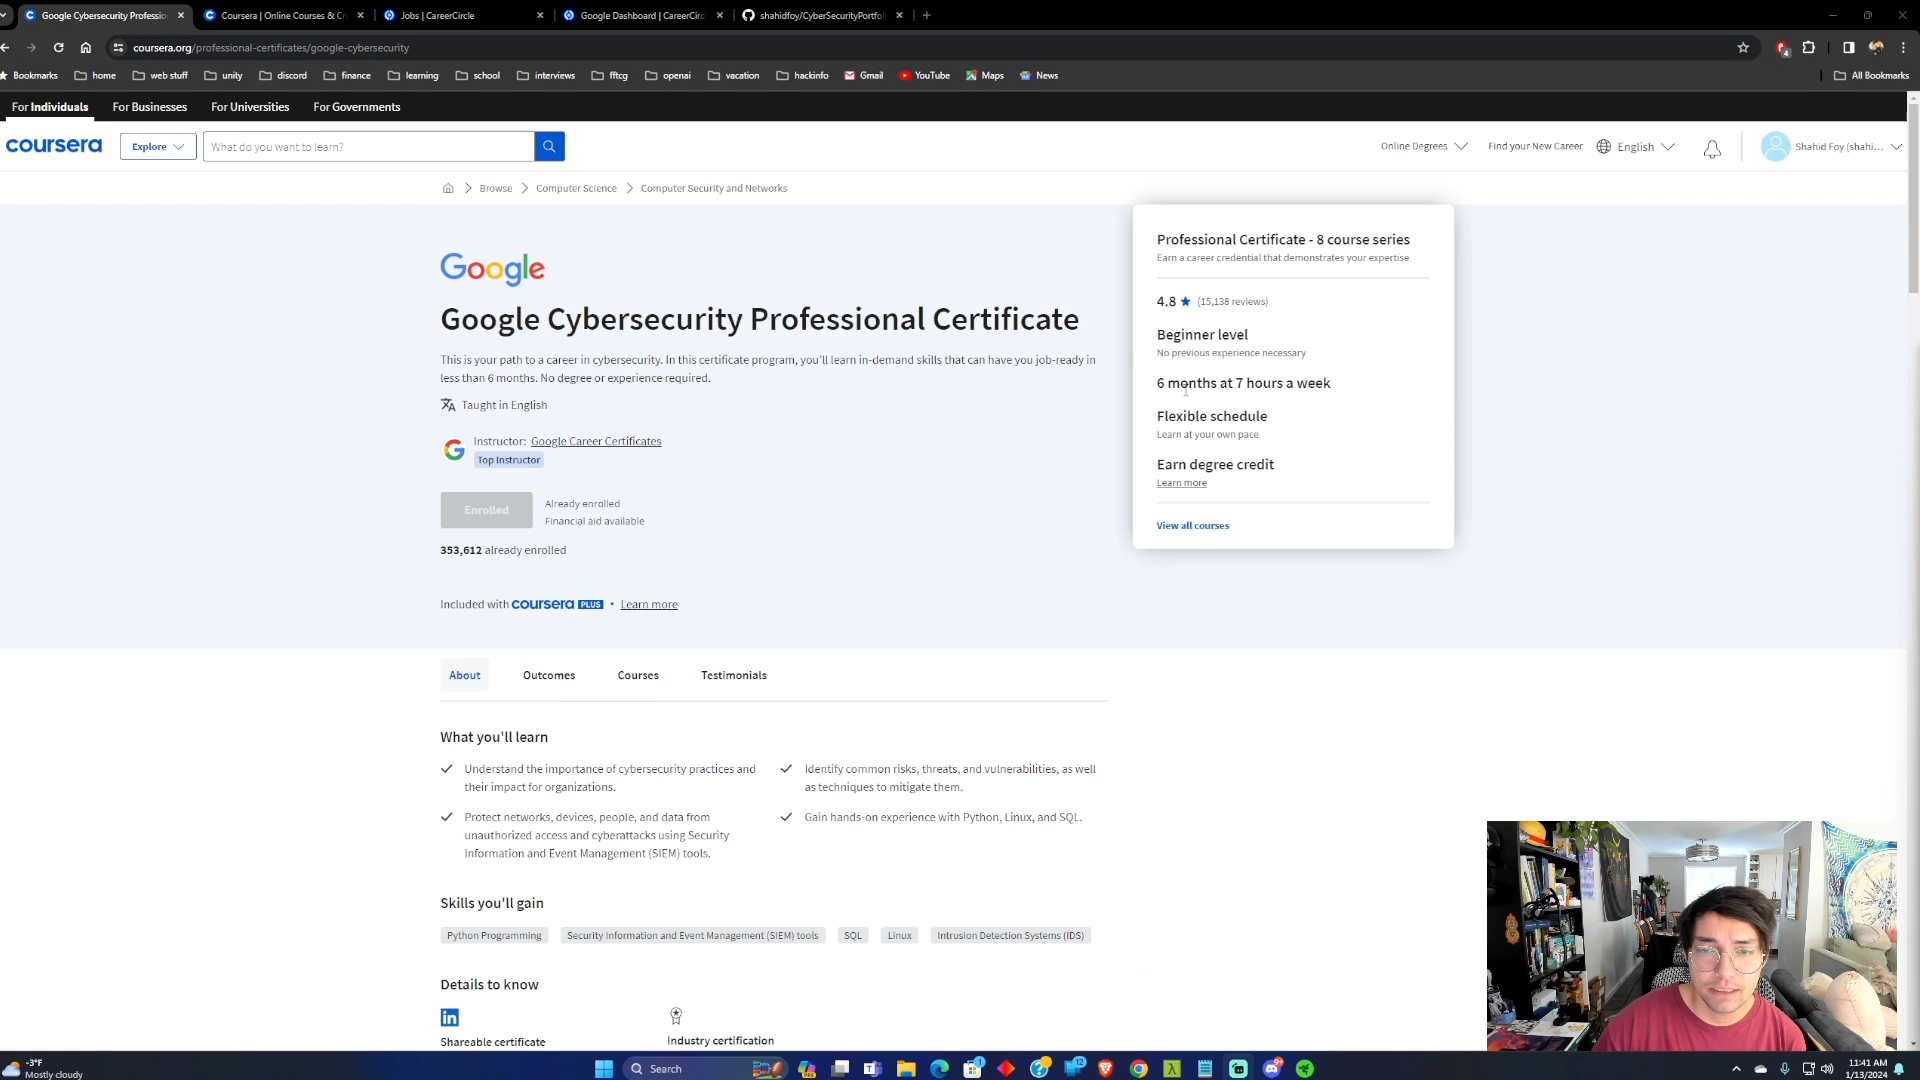 Google Cybersecurity Professio
Coursera | Online Courses & Cr
Jobs | CareerCircle
Google Dashboard | CareerCirc
shahidfoy/CyberSecurityPortfoli
coursera.org/professional-certificates/google-cybersecurity
4
Bookmarks
home
web stuff
unity
discord
finance
learning
school
interviews
fftcg
openai
vacation
hackinfo
Gmail
YouTube
Maps
News
All Bookmarks
For Individuals
For Businesses
For Universities
For Governments
coursera
Explore
What do you want to learn?
Online Degrees
Find your New Career
English
Shahid Foy (shahi...
Browse
Computer Science
Computer Security and Networks
Google
Google Cybersecurity Professional Certificate
This is your path to a career in cybersecurity. In this certificate program, you'll learn in-demand skills that can have you job-ready in
less than 6 months. No degree or experience required.
Taught in English
Instructor: Google Career Certificates
Top Instructor
Enrolled
Already enrolled
Financial aid available
353,612 already enrolled
Included with coursera PLUS • Learn more
Professional Certificate - 8 course series
Earn a career credential that demonstrates your expertise
4.8 ★ (15,138 reviews)
Beginner level
No previous experience necessary
6 months at 7 hours a week
Flexible schedule
Learn at your own pace
Earn degree credit
Learn more
View all courses
About
Outcomes
Courses
Testimonials
What you'll learn
Understand the importance of cybersecurity practices and
their impact for organizations.
Identify common risks, threats, and vulnerabilities, as well
as techniques to mitigate them.
Protect networks, devices, people, and data from
unauthorized access and cyberattacks using Security
Information and Event Management (SIEM) tools.
Gain hands-on experience with Python, Linux, and SQL.
Skills you'll gain
Python Programming
Security Information and Event Management (SIEM) tools
SQL
Linux
Intrusion Detection Systems (IDS)
Details to know
in
Shareable certificate
Industry certification
-3°F
Mostly cloudy
Search
1
12
9+
11:41 AM
1/13/2024